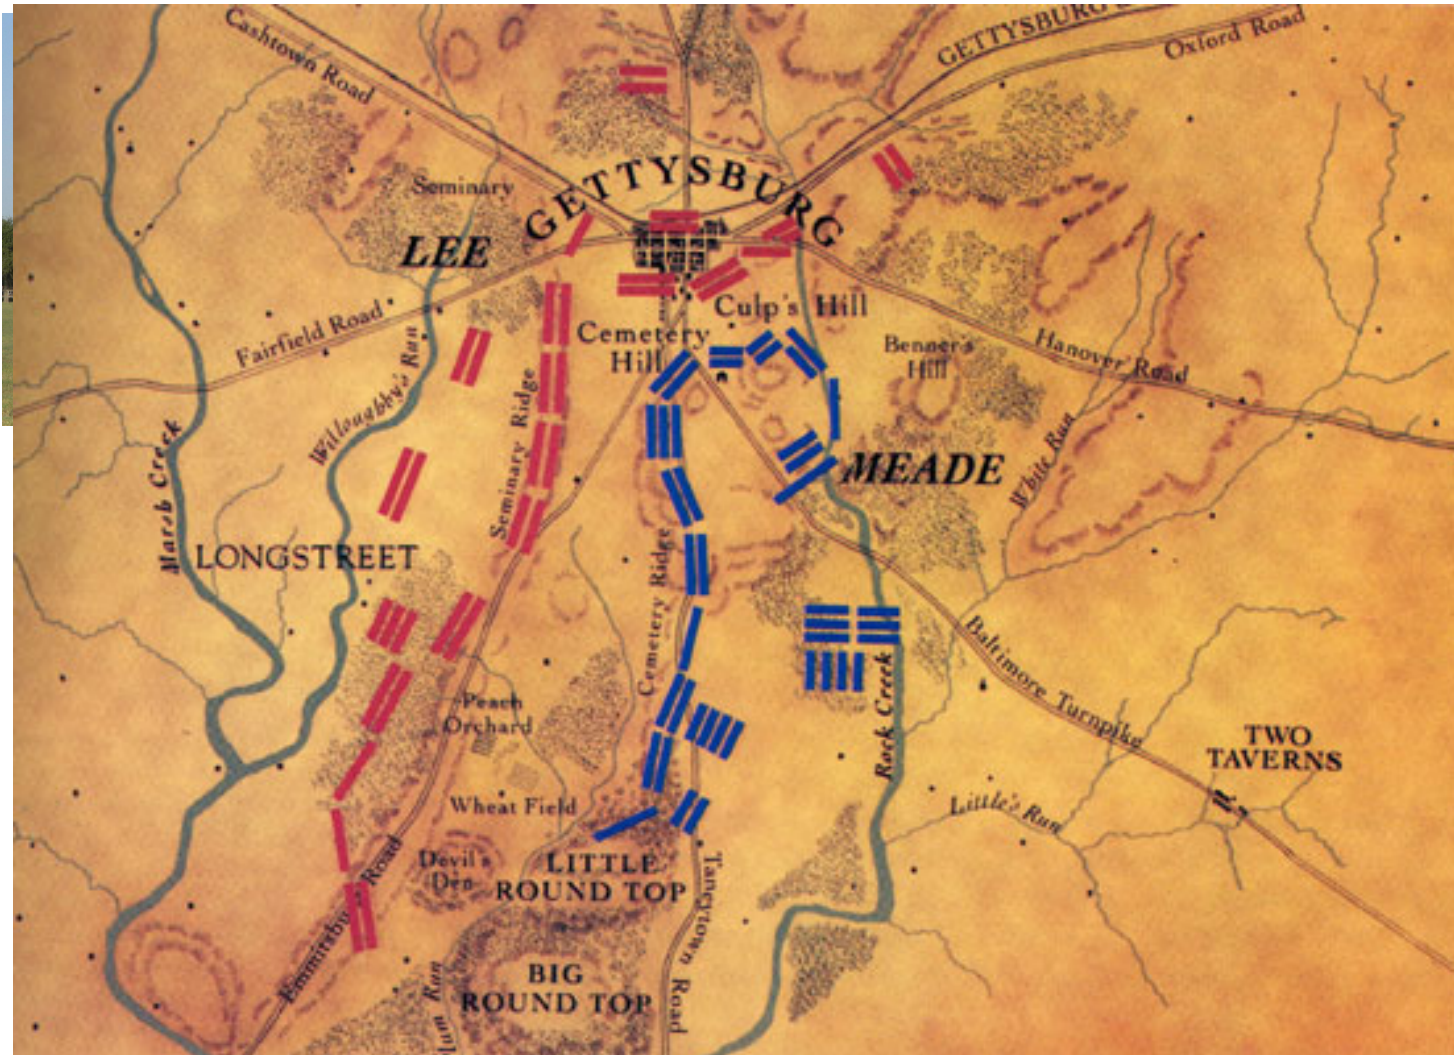 Cashtown Road
GETTYSBURG
Oxford Road
Seminary
GETTYSBURG
LEE
Fairfield Road
Willoughby's Run
Marsh Creek
Culp's Hill
Cemetery
Hill
Benner's
Hill
Hanover Road
Seminary Ridge
White Run
MEADE
LONGSTREET
Cemetery Ridge
Rock Creek
Baltimore Turnpike
Peach
Orchard
TWO
TAVERNS
Wheat Field
Little's Run
Devil's
Den
LITTLE
ROUND TOP
Emmitsburg Road
Taneytown Road
BIG
ROUND TOP
Run